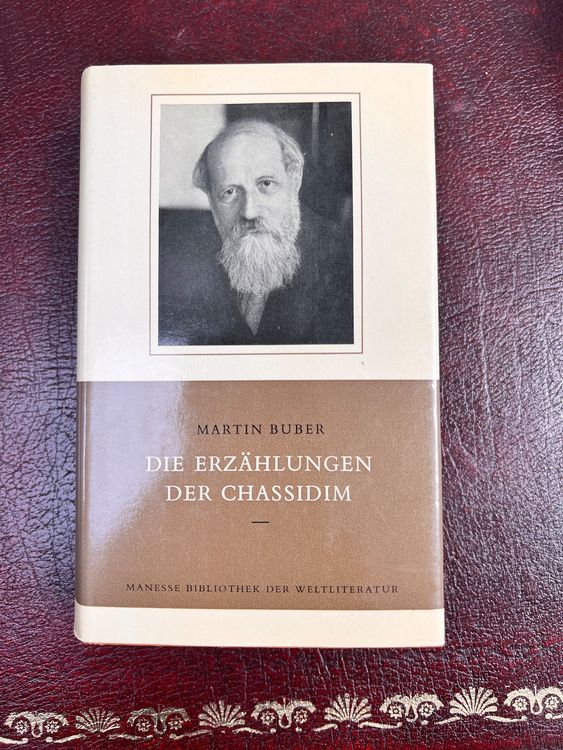 MARTIN BUBER
DIE ERZÄHLUNGEN
DER CHASSIDIM
MANESSE BIBLIOTHEK DER WELTLITERATUR